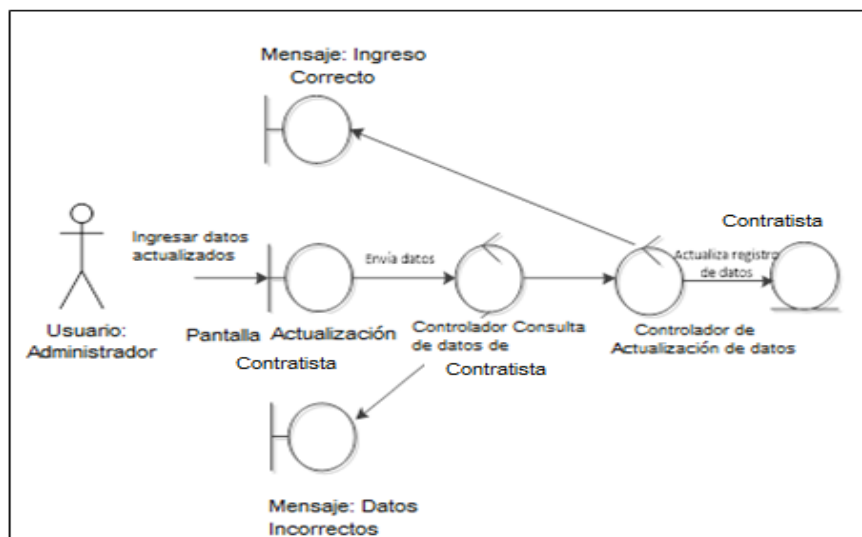 Mensaje: Ingreso
Correcto
Contratista
Ingresar datos
actualizados
Envía datos
Actualiza registro
de datos
Usuario:
Administrador
Pantalla Actualización
Contratista
Controlador Consulta
de datos de
Contratista
Controlador de
Actualización de datos
Mensaje: Datos
Incorrectos